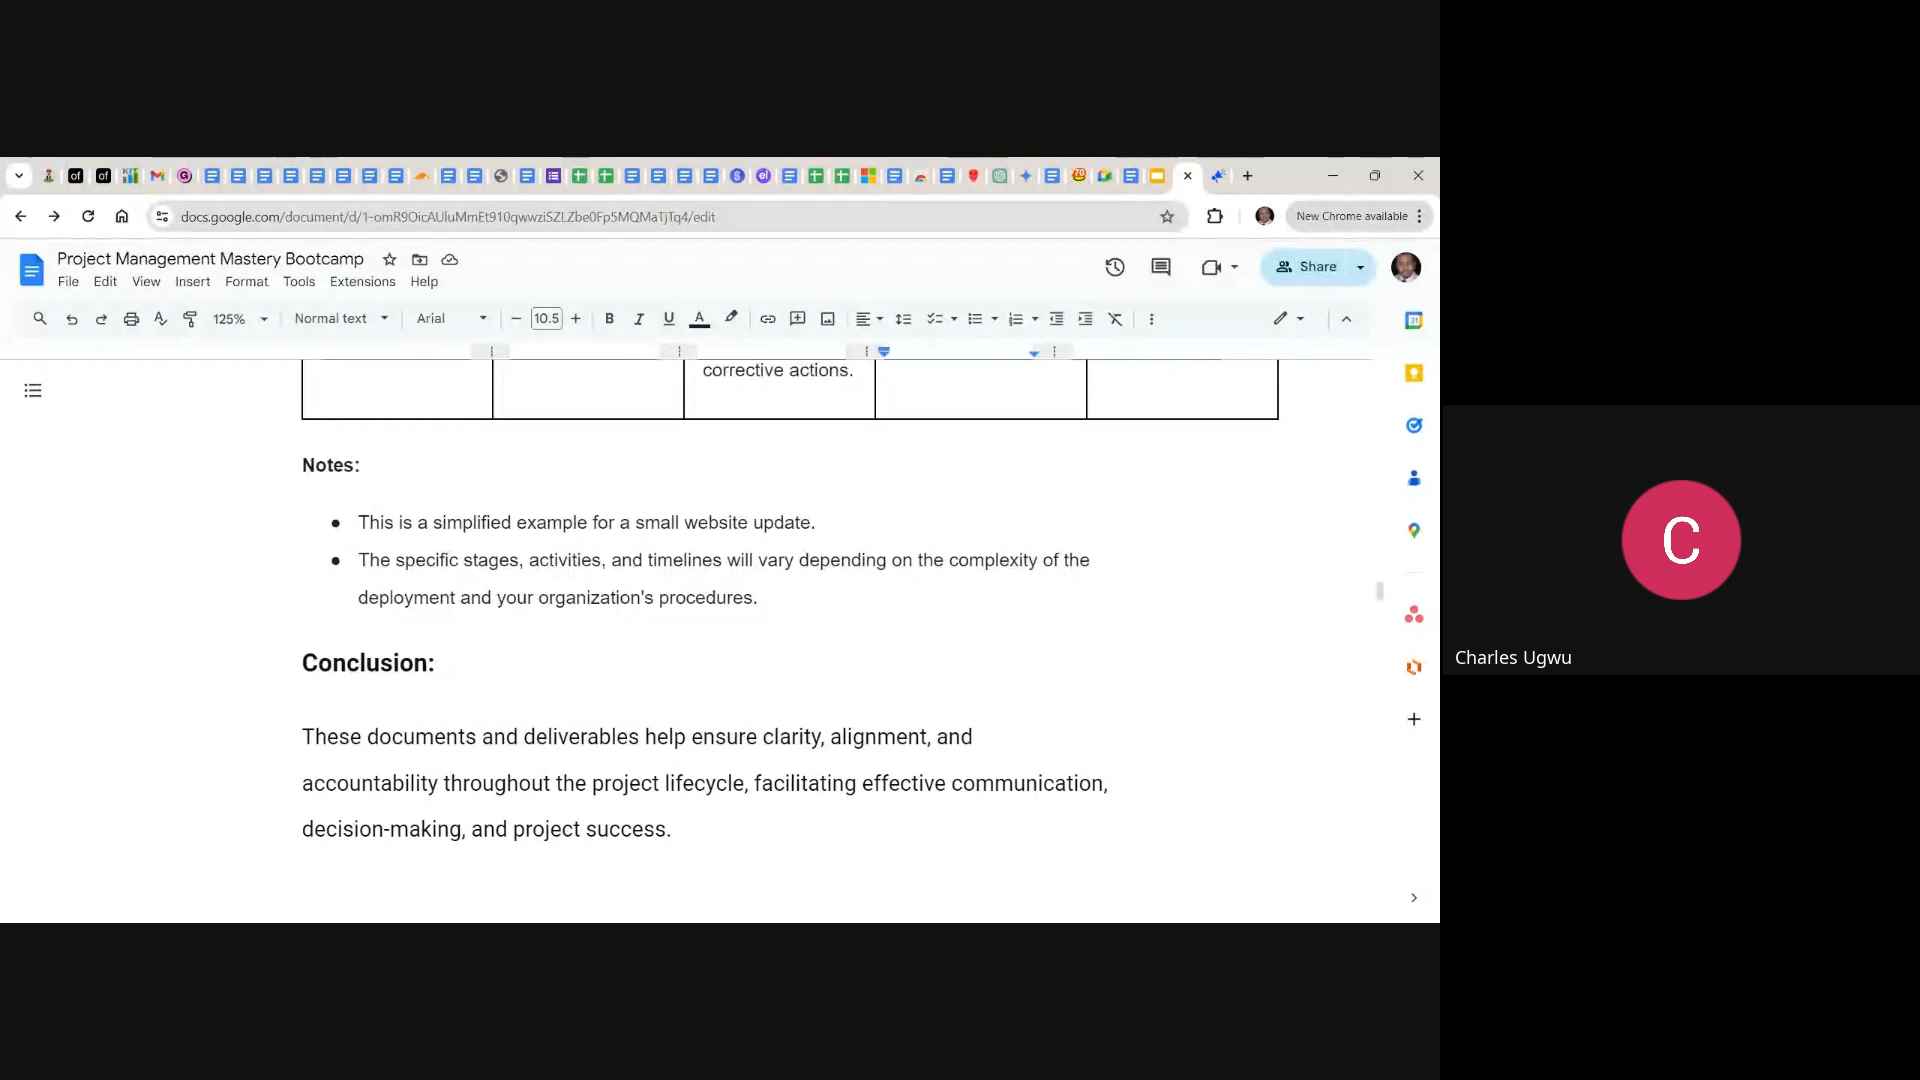 docs.google.com/document/d/1-omR9OicAUluMmEt910qwwziSZLZbe0Fp5MQMaTjTq4/edit
New Chrome available
Project Management Mastery Bootcamp
File Edit View Insert Format Tools Extensions Help
Share
125% Normal text Arial 10.5 B I U A
corrective actions.
Notes:
● This is a simplified example for a small website update.
● The specific stages, activities, and timelines will vary depending on the complexity of the
deployment and your organization's procedures.
Conclusion:
These documents and deliverables help ensure clarity, alignment, and
accountability throughout the project lifecycle, facilitating effective communication,
decision-making, and project success.
C
Charles Ugwu